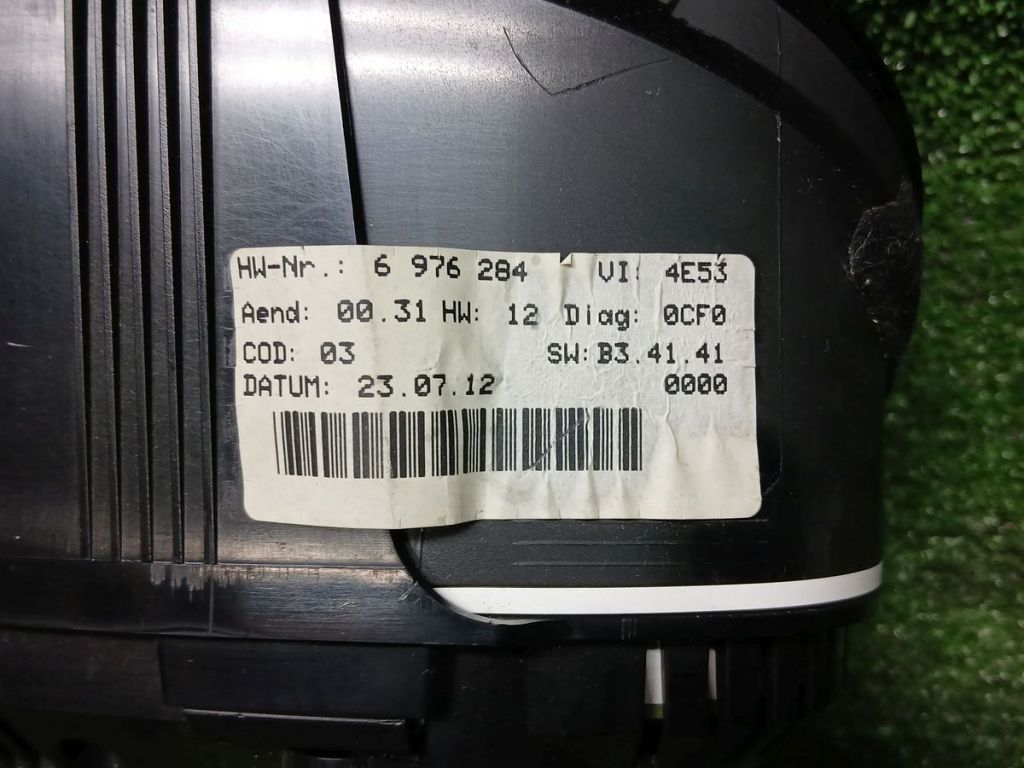 HW-Nr.: 6 976 284 VI: 4E53
Aend: 00.31 HW: 12 Diag: 0CF0
COD: 03 SW:B3.41.41
DATUM: 23.07.12 0000